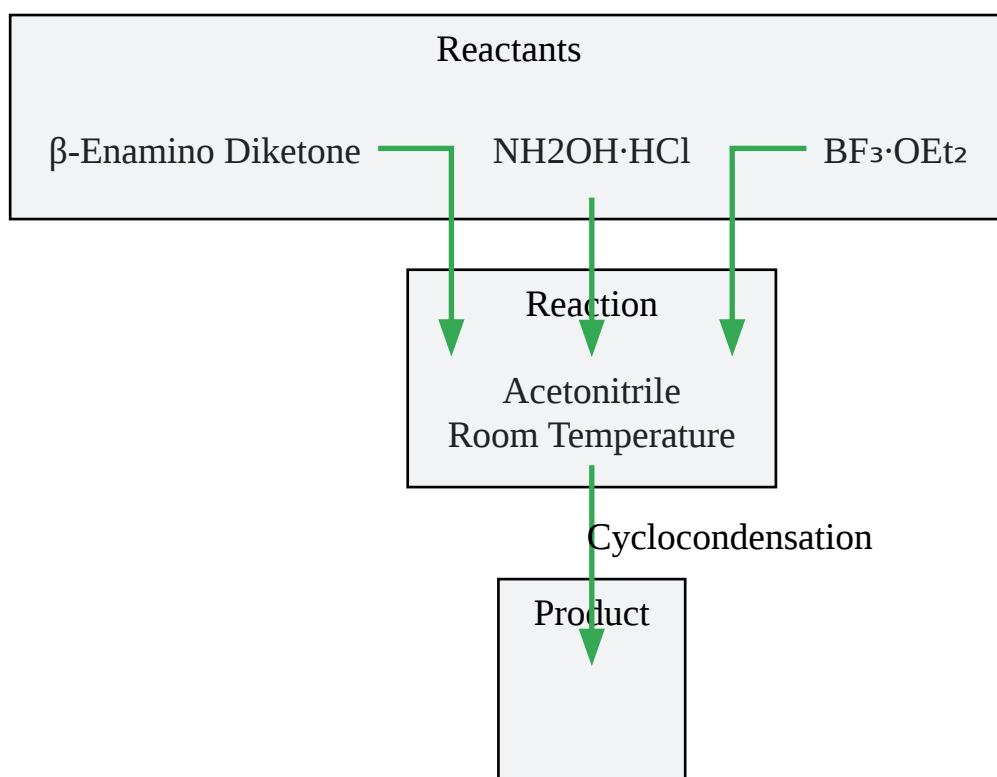 Reactants
β-Enamino Diketone
NH2OH·HCl
BF₃·OEt₂
Reaction
Acetonitrile
Room Temperature
Cyclocondensation
Product